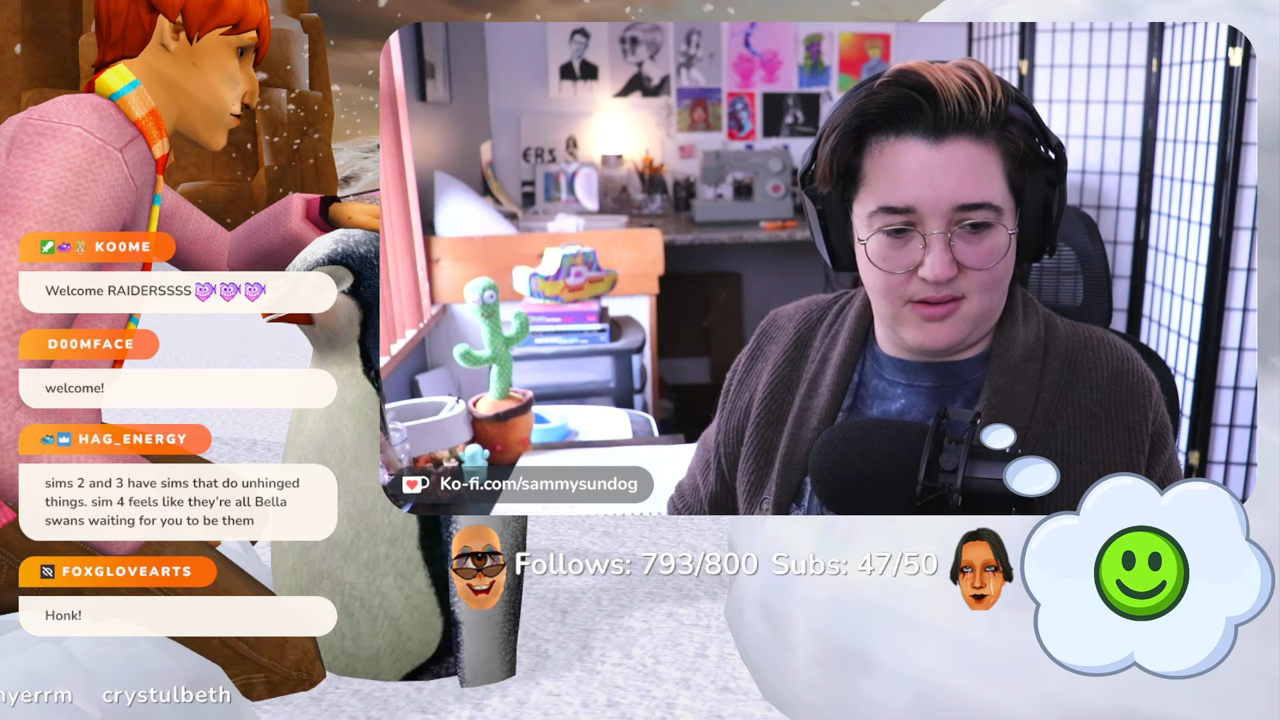 KO0ME
Welcome RAIDERSSSS
D00MFACE
welcome!
HAG_ENERGY
sims 2 and 3 have sims that do unhinged
things. sim 4 feels like they're all Bella
swans waiting for you to be them
FOXGLOVEARTS
Honk!
crystulbeth
ERS
Ko-fi.com/sammysundog
Follows: 793/800 Subs: 47/50